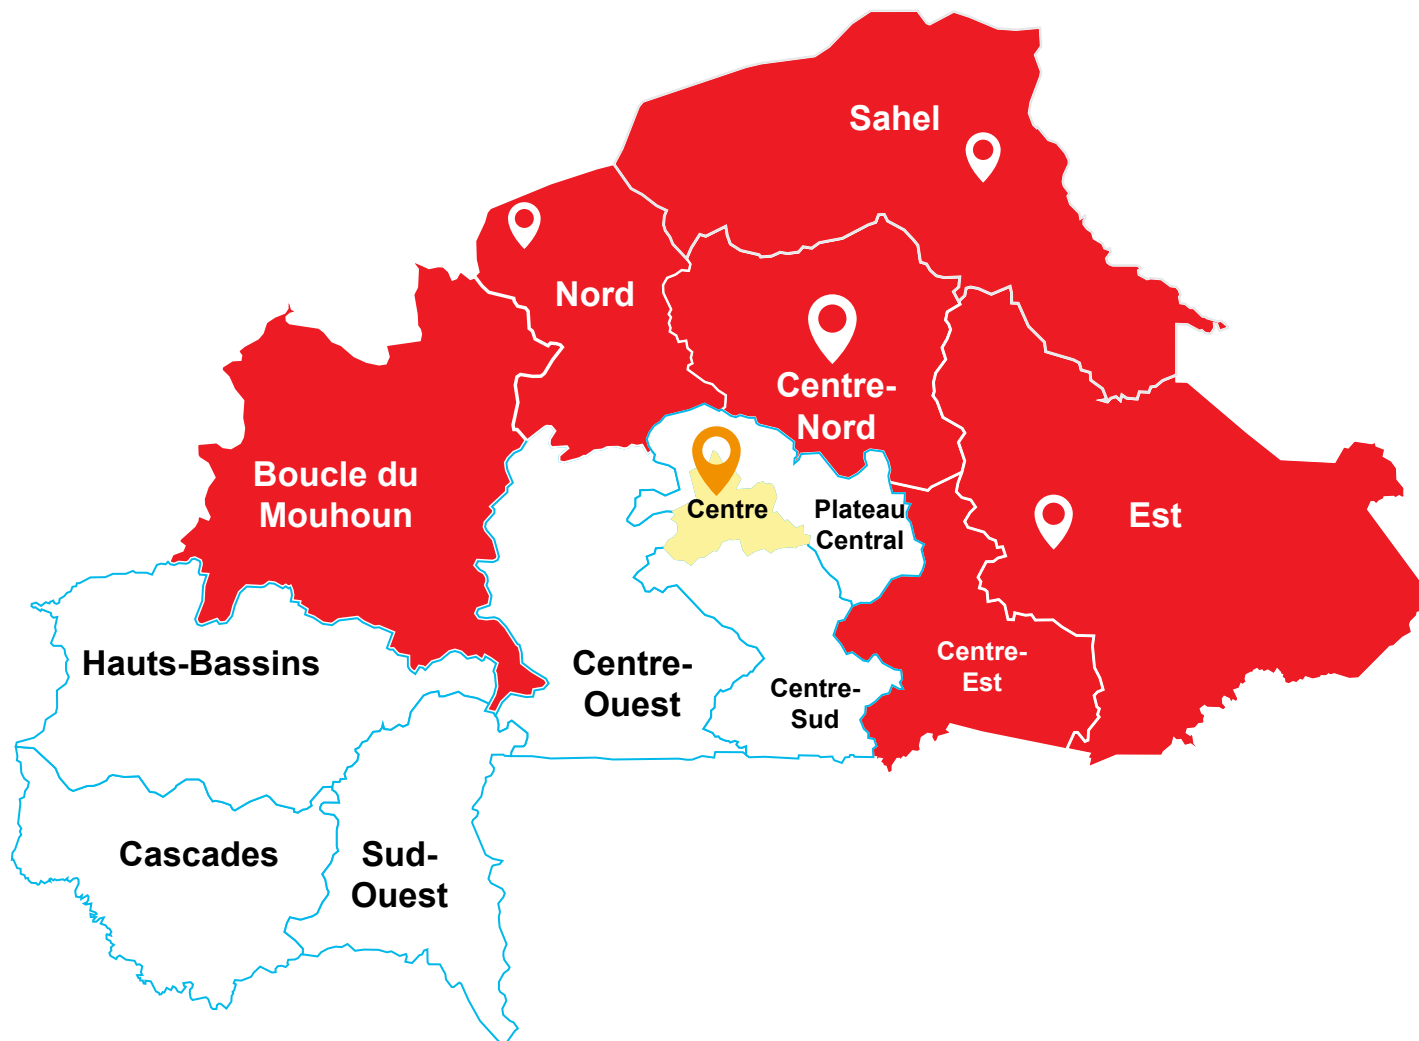 Sahel
Nord
Centre-
Nord
Boucle du
Mouhoun
Centre
Plateau
Central
Est
Hauts-Bassins
Centre-
Ouest
Centre-
Sud
Centre-
Est
Cascades
Sud-
Ouest